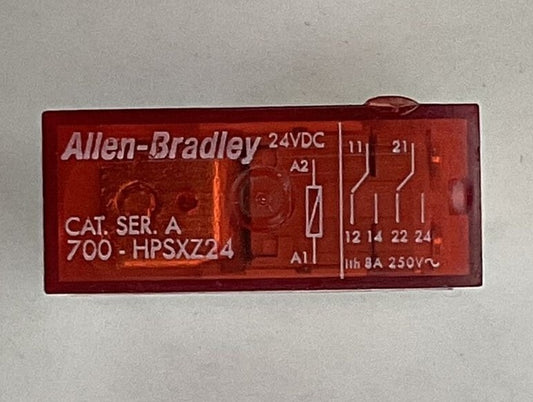 Allen-Bradley 24VDC
CAT. SER. A
700 - HPSXZ24
A2
A1
11 21
12 14 22 24
Ith 8A 250V~